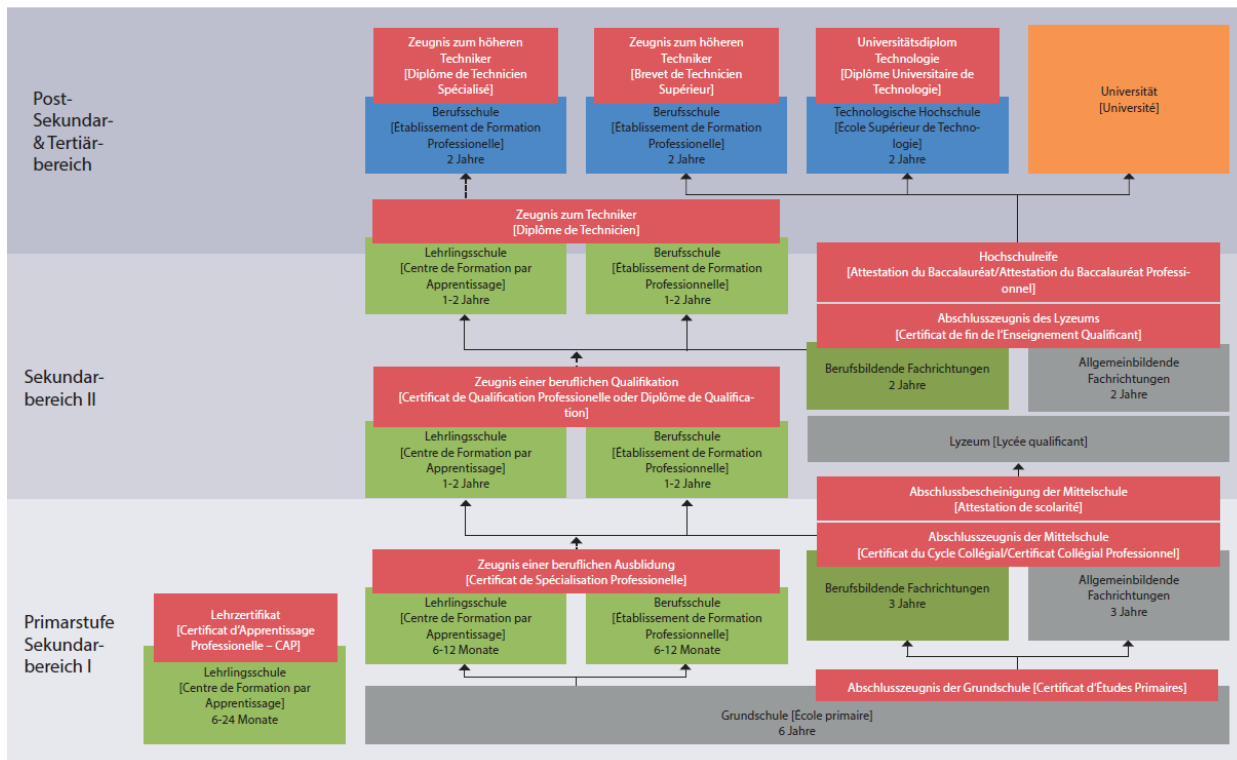 Post-
Sekundar-
& Tertiär-
bereich
Zeugnis zum höheren
Techniker
[Diplôme de Technicien
Spécialisé]
Berufsschule
[Établissement de Formation
Professionelle]
2 Jahre
Zeugnis zum höheren
Techniker
[Brevet de Technicien
Supérieur]
Berufsschule
[Établissement de Formation
Professionelle]
2 Jahre
Universitätsdiplom
Technologie
[Diplôme Universitaire de
Technologie]
Technologische Hochschule
[École Supérieur de Techno-
logie]
2 Jahre
Universität
[Université]
Zeugnis zum Techniker
[Diplôme de Technicien]
Lehrlingsschule
[Centre de Formation par
Apprentissage]
1-2 Jahre
Berufsschule
[Établissement de Formation
Professionnelle]
1-2 Jahre
Hochschulreife
[Attestation du Baccalauréat/Attestation du Baccalauréat Professi-
onnel]
Abschlusszeugnis des Lyzeums
[Certificat de fin de l'Enseignement Qualificant]
Sekundar-
bereich II
Berufsbildende Fachrichtungen
2 Jahre
Allgemeinbildende
Fachrichtungen
2 Jahre
Zeugnis einer beruflichen Qualifikation
[Certificat de Qualification Professionelle oder Diplôme de Qualifica-
tion]
Lehrlingsschule
[Centre de Formation par
Apprentissage]
1-2 Jahre
Berufsschule
[Établissement de Formation
Professionnelle]
1-2 Jahre
Lyzeum [Lycée qualificant]
Abschlussbescheinigung der Mittelschule
[Attestation de scolarité]
Abschlusszeugnis der Mittelschule
[Certificat du Cycle Collégial/Certificat Collégial Professionnel]
Primarstufe
Sekundar-
bereich I
Lehrzertifikat
[Certificat d'Apprentissage
Professionelle – CAP]
Lehrlingsschule
[Centre de Formation par
Apprentissage]
6-24 Monate
Zeugnis einer beruflichen Ausblidung
[Certificat de Spécialisation Professionelle]
Lehrlingsschule
[Centre de Formation par
Apprentissage]
6-12 Monate
Berufsschule
[Établissement de Formation
Professionnelle]
6-12 Monate
Berufsbildende Fachrichtungen
3 Jahre
Allgemeinbildende
Fachrichtungen
3 Jahre
Abschlusszeugnis der Grundschule [Certificat d'Études Primaires]
Grundschule [École primaire]
6 Jahre